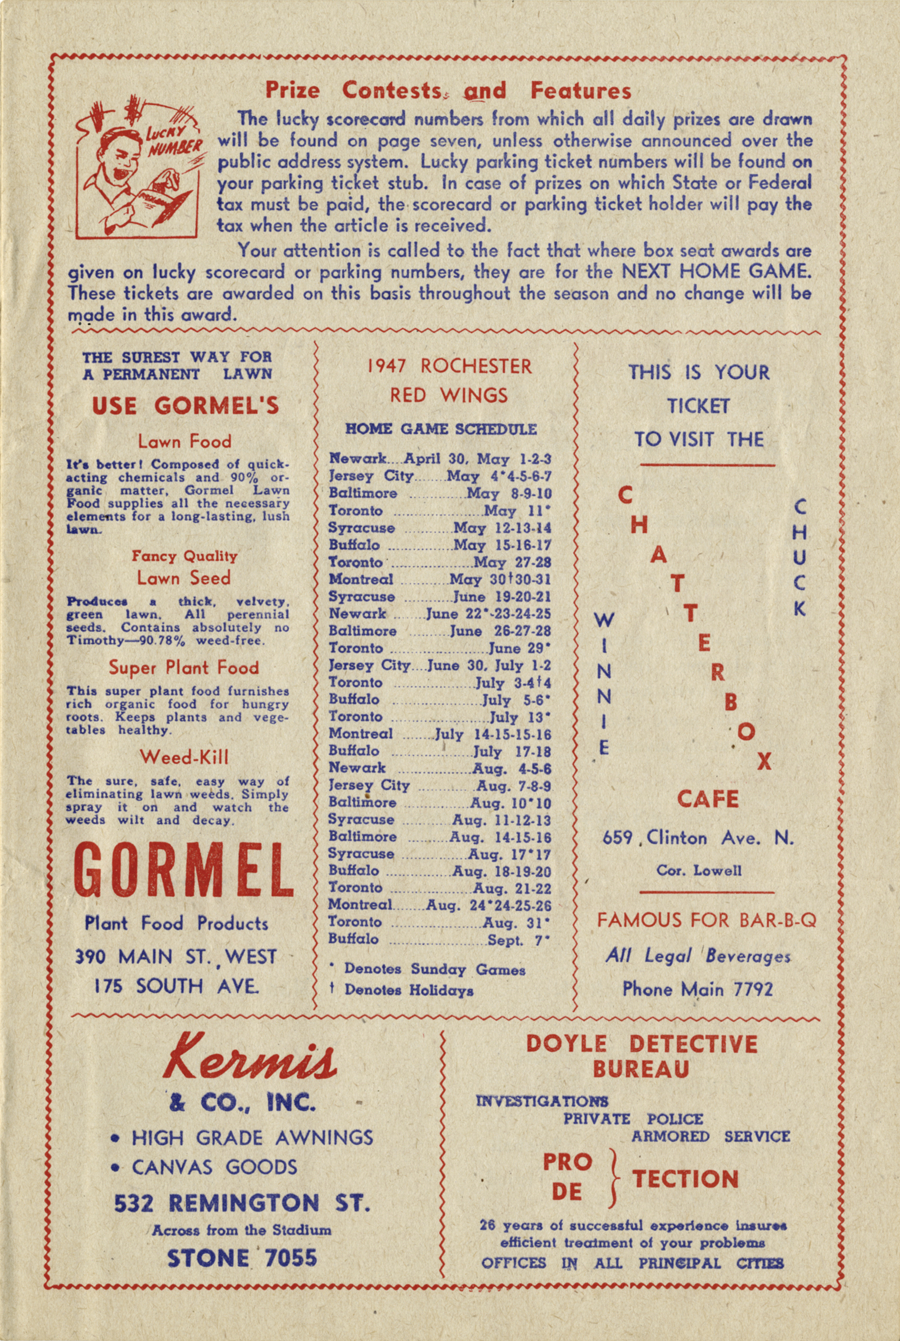 Prize Contests and Features
LUCKY
NUMBER
The lucky scorecard numbers from which all daily prizes are drawn
will be found on page seven, unless otherwise announced over the
public address system. Lucky parking ticket numbers will be found on
your parking ticket stub. In case of prizes on which State or Federal
tax must be paid, the scorecard or parking ticket holder will pay the
tax when the article is received.
Your attention is called to the fact that where box seat awards are
given on lucky scorecard or parking numbers, they are for the NEXT HOME GAME.
These tickets are awarded on this basis throughout the season and no change will be
made in this award.
THE SUREST WAY FOR
A PERMANENT LAWN
USE GORMEL'S
Lawn Food
It's better! Composed of quick-
acting chemicals and 90% or-
ganic matter, Gormel Lawn
Food supplies all the necessary
elements for a long-lasting, lush
lawn.
Fancy Quality
Lawn Seed
Produces a thick, velvety,
green lawn. All perennial
seeds. Contains absolutely no
Timothy—90.78% weed-free.
Super Plant Food
This super plant food furnishes
rich organic food for hungry
roots. Keeps plants and vege-
tables healthy.
Weed-Kill
The sure, safe, easy way of
eliminating lawn weeds. Simply
spray it on and watch the
weeds wilt and decay.
GORMEL
Plant Food Products
390 MAIN ST., WEST
175 SOUTH AVE.
1947 ROCHESTER
RED WINGS
HOME GAME SCHEDULE
Newark....April 30, May 1-2-3
Jersey City........May 4*4-5-6-7
Baltimore ..............May 8-9-10
Toronto ......................May 11*
Syracuse ............May 12-13-14
Buffalo ................May 15-16-17
Toronto ....................May 27-28
Montreal ...........May 30†30-31
Syracuse ............June 19-20-21
Newark ......June 22*-23-24-25
Baltimore ...........June 26-27-28
Toronto .......................June 29*
Jersey City....June 30, July 1-2
Toronto ....................July 3-4†4
Buffalo ......................July 5-6*
Toronto .......................July 13*
Montreal .......July 14-15-15-16
Buffalo ....................July 17-18
Newark .................Aug. 4-5-6
Jersey City .............Aug. 7-8-9
Baltimore ..............Aug. 10*10
Syracuse ...........Aug. 11-12-13
Baltimore ..........Aug. 14-15-16
Syracuse ...............Aug. 17*17
Buffalo ...............Aug. 18-19-20
Toronto ...................Aug. 21-22
Montreal.......Aug. 24*24-25-26
Toronto ......................Aug. 31*
Buffalo ......................Sept. 7*
* Denotes Sunday Games
† Denotes Holidays
THIS IS YOUR
TICKET
TO VISIT THE
CHATTERBOX
CHUCK
WINNIE
CAFE
659 Clinton Ave. N.
Cor. Lowell
FAMOUS FOR BAR-B-Q
All Legal Beverages
Phone Main 7792
Kermis
& CO., INC.
• HIGH GRADE AWNINGS
• CANVAS GOODS
532 REMINGTON ST.
Across from the Stadium
STONE 7055
DOYLE DETECTIVE
BUREAU
INVESTIGATIONS
PRIVATE POLICE
ARMORED SERVICE
PRO
DE } TECTION
26 years of successful experience insures
efficient treatment of your problems
OFFICES IN ALL PRINCIPAL CITIES